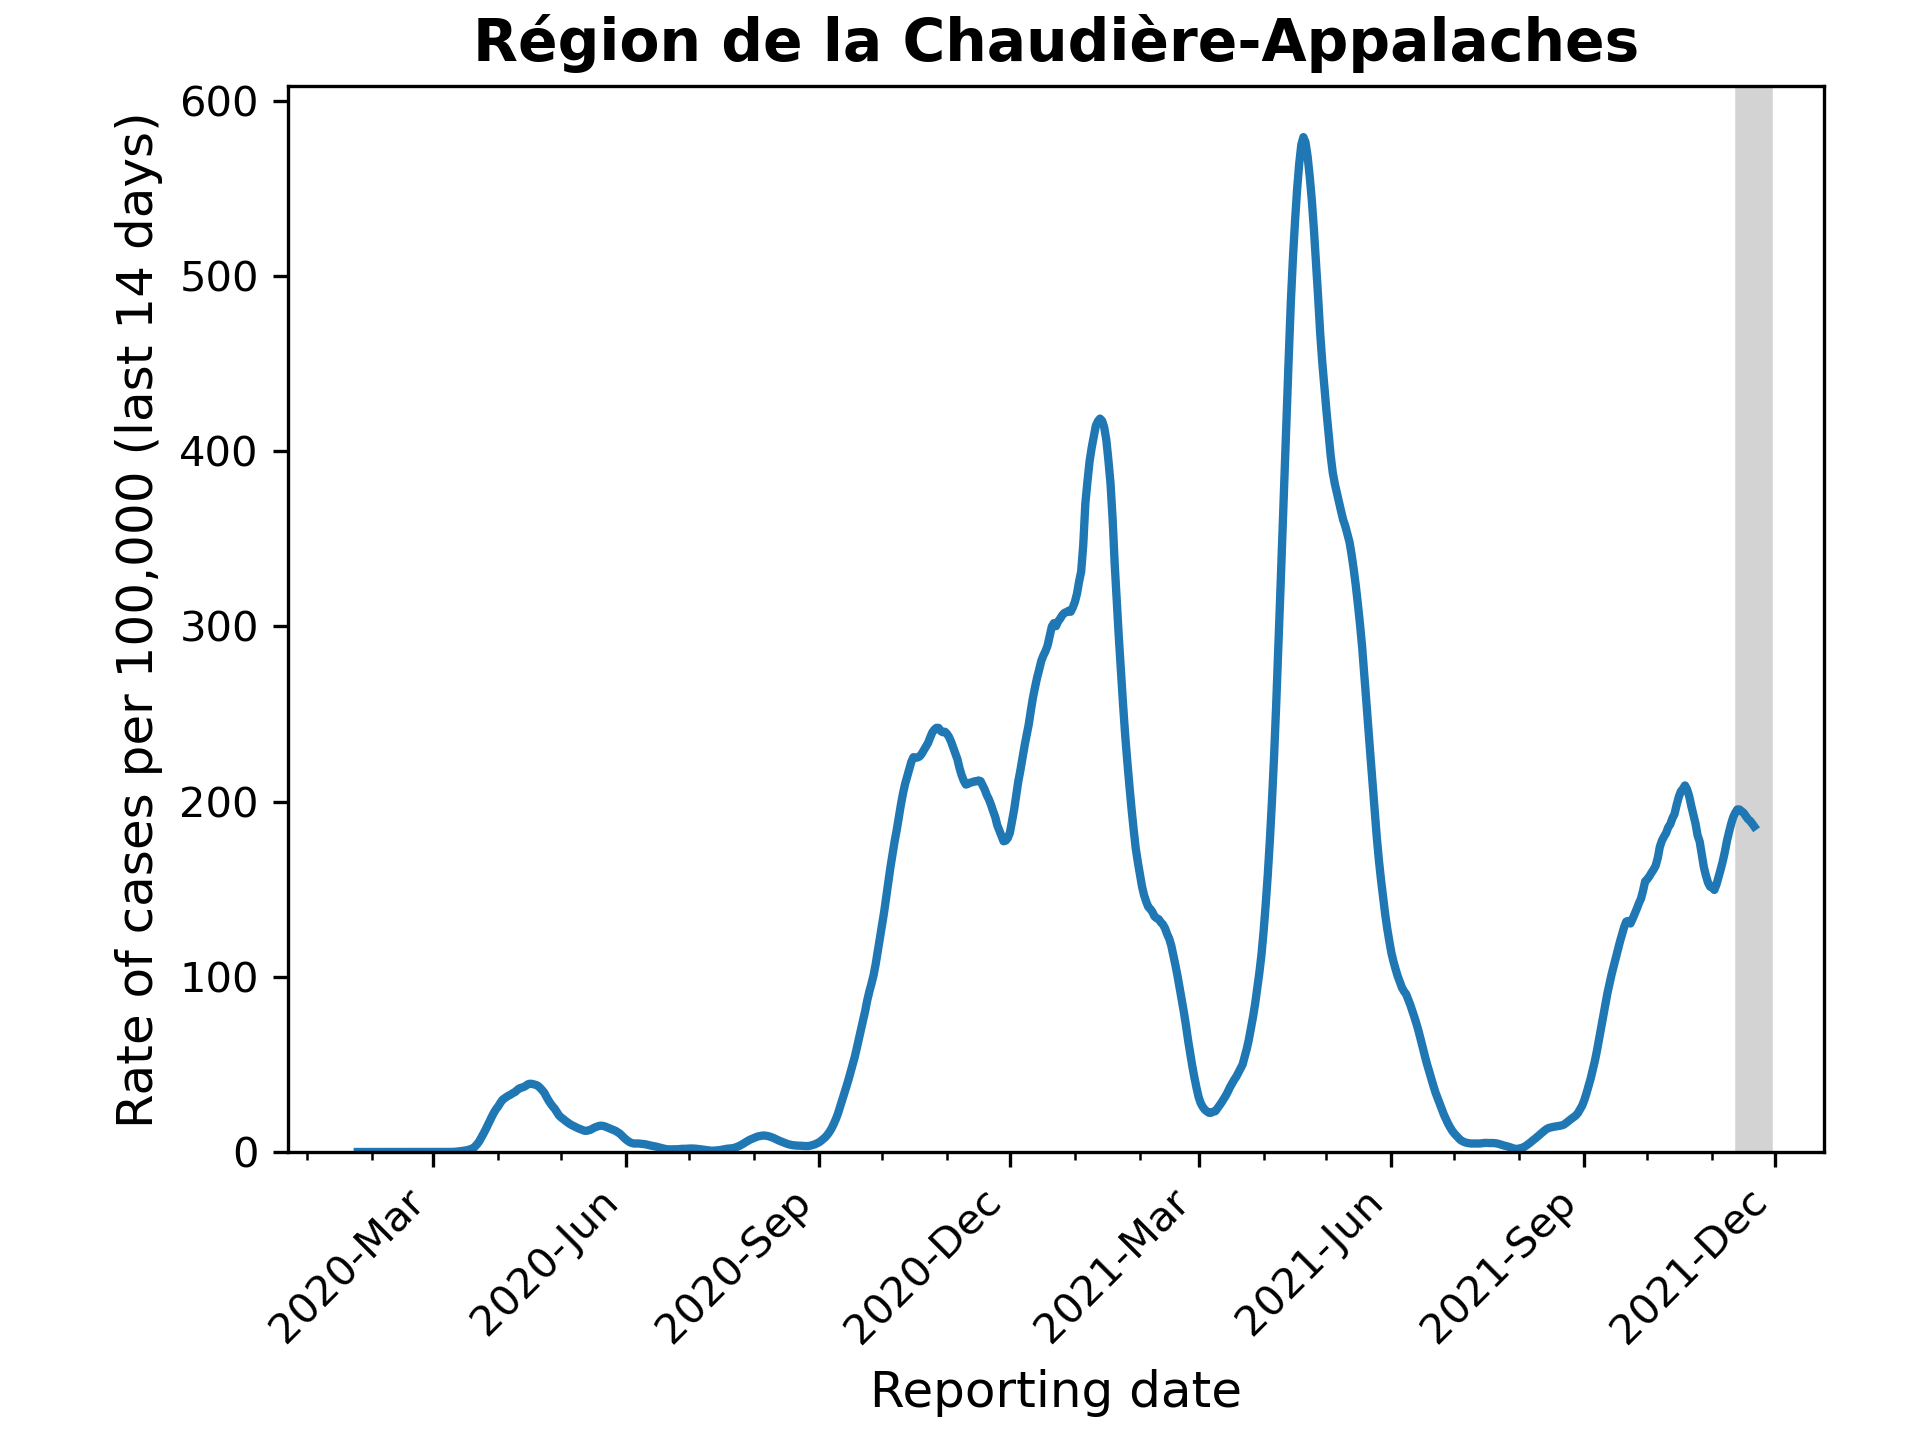 Région de la Chaudière-Appalaches
Rate of cases per 100,000 (last 14 days)
600
500
400
300
200
100
0
2020-Mar
2020-Jun
2020-Sep
2020-Dec
2021-Mar
2021-Jun
2021-Sep
2021-Dec
Reporting date